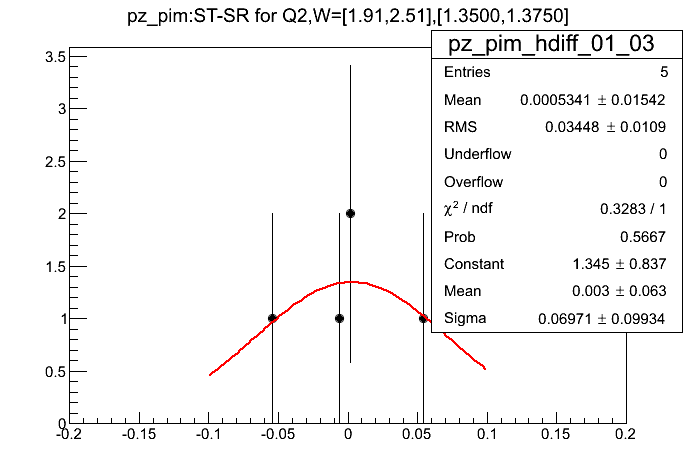 pz_pim:ST-SR for Q2,W=[1.91,2.51],[1.3500,1.3750]
pz_pim_hdiff_01_03
Entries 5
Mean 0.0005341 ± 0.01542
RMS 0.03448 ± 0.0109
Underflow 0
Overflow 0
χ² / ndf 0.3283 / 1
Prob 0.5667
Constant 1.345 ± 0.837
Mean 0.003 ± 0.063
Sigma 0.06971 ± 0.09934
3.5
3
2.5
2
1.5
1
0.5
0
-0.2 -0.15 -0.1 -0.05 0 0.05 0.1 0.15 0.2